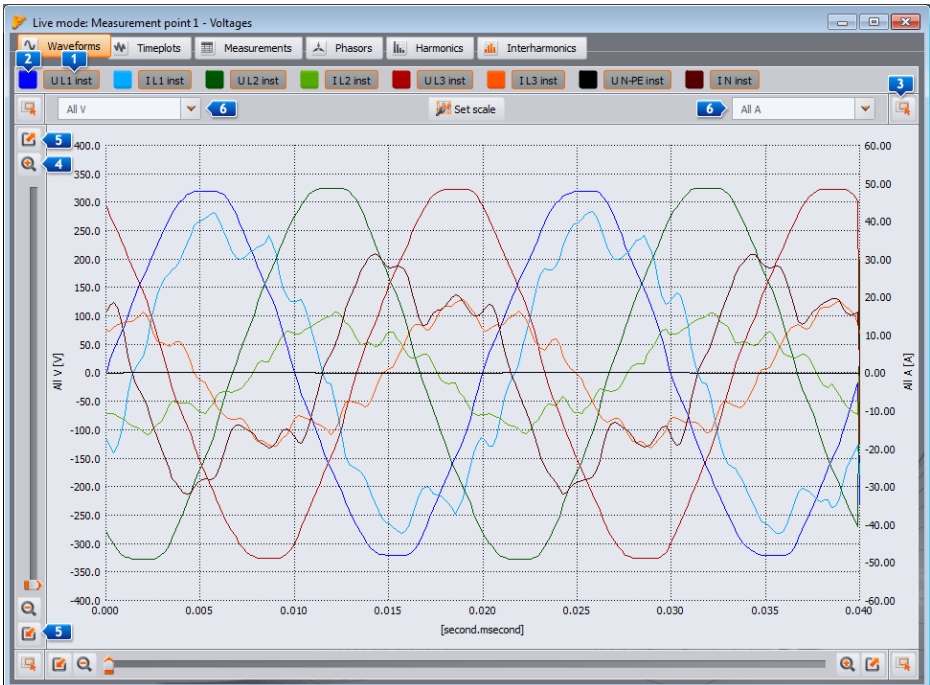 Live mode: Measurement point 1 - Voltages
Waveforms Timeplots Measurements Phasors Harmonics Interharmonics
2 1
U L1 inst I L1 inst U L2 inst I L2 inst U L3 inst I L3 inst U N-PE inst I N inst
3
All V 6 Set scale 6 All A
5
4
400.0 60.00
350.0
300.0 50.00
250.0 40.00
200.0 30.00
150.0
100.0 20.00
50.0 10.00
0.0 0.00
-50.0 -10.00
-100.0
-150.0 -20.00
-200.0 -30.00
-250.0 -40.00
-300.0
-350.0 -50.00
-400.0 -60.00
All V [V]
All A [A]
5
0.000 0.005 0.010 0.015 0.020 0.025 0.030 0.035 0.040
[second.msecond]